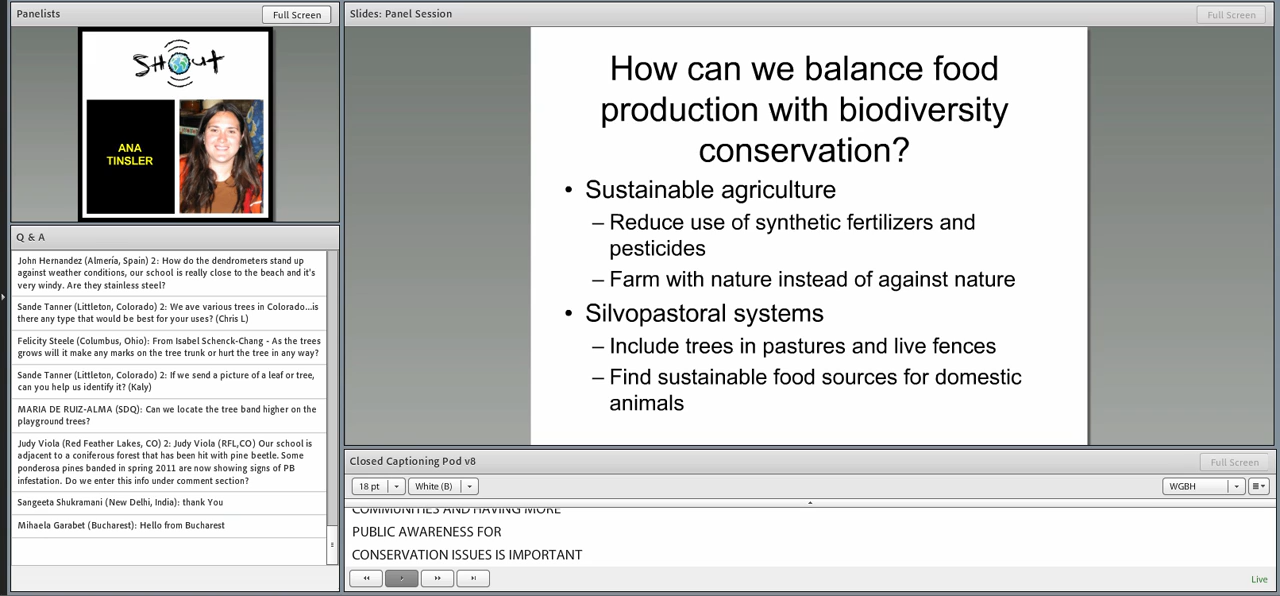 Panelists
Full Screen
SHOUT
ANA
TINSLER
Q & A
John Hernandez (Almería, Spain) 2: How do the dendrometers stand up
against weather conditions, our school is really close to the beach and it's
very windy. Are they stainless steel?
Sande Tanner (Littleton, Colorado) 2: We ave various trees in Colorado...is
there any type that would be best for your uses? (Chris L)
Felicity Steele (Columbus, Ohio): From Isabel Schenck-Chang - As the trees
grows will it make any marks on the tree trunk or hurt the tree in any way?
Sande Tanner (Littleton, Colorado) 2: If we send a picture of a leaf or tree,
can you help us identify it? (Kaly)
MARIA DE RUIZ-ALMA (SDQ): Can we locate the tree band higher on the
playground trees?
Judy Viola (Red Feather Lakes, CO) 2: Judy Viola (RFL,CO) Our school is
adjacent to a coniferous forest that has been hit with pine beetle. Some
ponderosa pines banded in spring 2011 are now showing signs of PB
infestation. Do we enter this info under comment section?
Sangeeta Shukramani (New Delhi, India): thank You
Mihaela Garabet (Bucharest): Hello from Bucharest
Slides: Panel Session
Full Screen
How can we balance food
production with biodiversity
conservation?
• Sustainable agriculture
– Reduce use of synthetic fertilizers and
pesticides
– Farm with nature instead of against nature
• Silvopastoral systems
– Include trees in pastures and live fences
– Find sustainable food sources for domestic
animals
Closed Captioning Pod v8
Full Screen
18 pt
White (B)
WGBH
COMMUNITIES AND HAVING MORE
PUBLIC AWARENESS FOR
CONSERVATION ISSUES IS IMPORTANT
Live